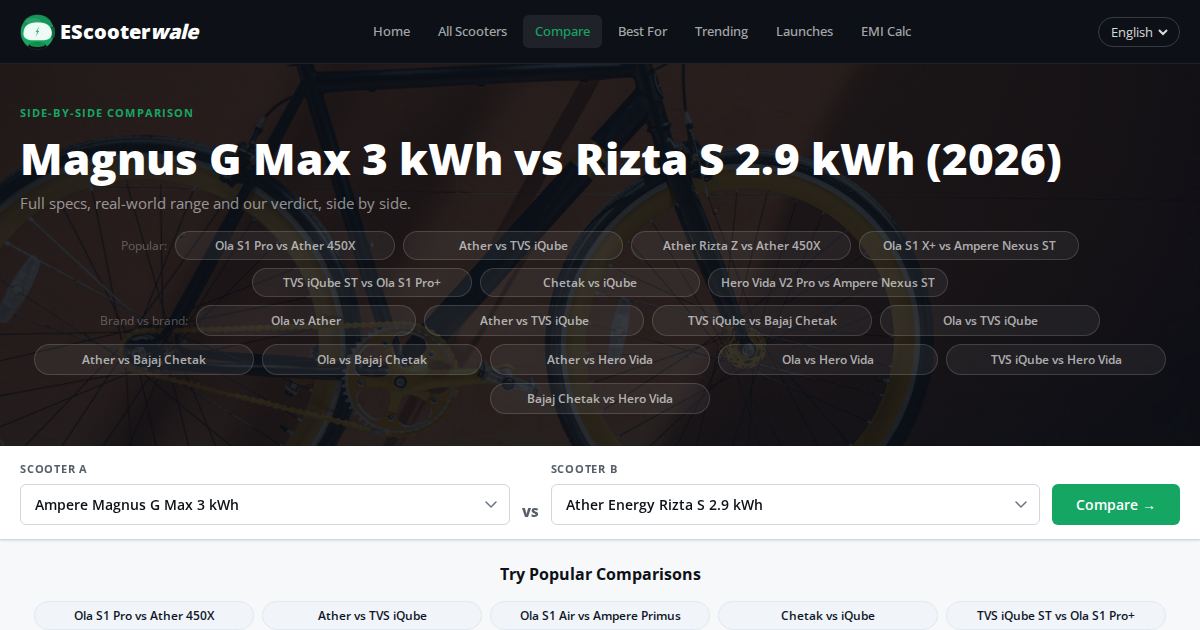 EScooterwale
Home All Scooters Compare Best For Trending Launches EMI Calc English
SIDE-BY-SIDE COMPARISON
Magnus G Max 3 kWh vs Rizta S 2.9 kWh (2026)
Full specs, real-world range and our verdict, side by side.
Popular: Ola S1 Pro vs Ather 450X Ather vs TVS iQube Ather Rizta Z vs Ather 450X Ola S1 X+ vs Ampere Nexus ST
TVS iQube ST vs Ola S1 Pro+ Chetak vs iQube Hero Vida V2 Pro vs Ampere Nexus ST
Brand vs brand: Ola vs Ather Ather vs TVS iQube TVS iQube vs Bajaj Chetak Ola vs TVS iQube
Ather vs Bajaj Chetak Ola vs Bajaj Chetak Ather vs Hero Vida Ola vs Hero Vida TVS iQube vs Hero Vida
Bajaj Chetak vs Hero Vida
SCOOTER A SCOOTER B
Ampere Magnus G Max 3 kWh vs Ather Energy Rizta S 2.9 kWh Compare →
Try Popular Comparisons
Ola S1 Pro vs Ather 450X Ather vs TVS iQube Ola S1 Air vs Ampere Primus Chetak vs iQube TVS iQube ST vs Ola S1 Pro+